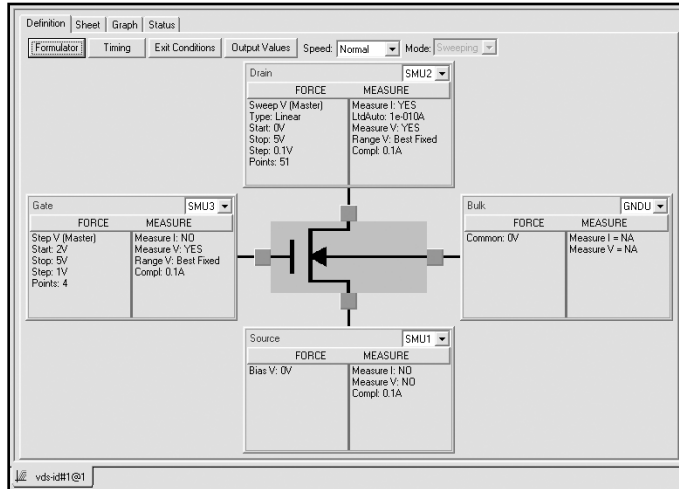 Definition Sheet Graph Status
Formulator Timing Exit Conditions Output Values Speed: Normal Mode: Sweeping
Drain SMU2
FORCE MEASURE
Sweep V (Master) Measure I: YES
Type: Linear LtdAuto: 1e-010A
Start: 0V Measure V: YES
Stop: 5V Range V: Best Fixed
Step: 0.1V Compl: 0.1A
Points: 51
Gate SMU3
FORCE MEASURE
Step V (Master) Measure I: NO
Start: 2V Measure V: YES
Stop: 5V Range V: Best Fixed
Step: 1V Compl: 0.1A
Points: 4
Bulk GNDU
FORCE MEASURE
Common: 0V Measure I = NA
Measure V = NA
Source SMU1
FORCE MEASURE
Bias V: 0V Measure I: NO
Measure V: NO
Compl: 0.1A
vds-id#1@1